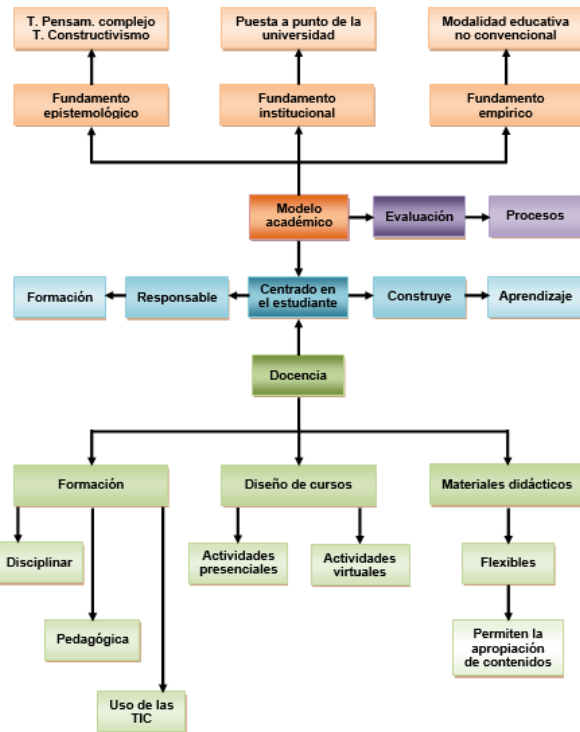 T. Pensam. complejo
T. Constructivismo
Puesta a punto de la
universidad
Modalidad educativa
no convencional
Fundamento
epistemológico
Fundamento
institucional
Fundamento
empírico
Modelo
académico
Evaluación
Procesos
Formación
Responsable
Centrado en
el estudiante
Construye
Aprendizaje
Docencia
Formación
Diseño de cursos
Materiales didácticos
Disciplinar
Actividades
presenciales
Actividades
virtuales
Flexibles
Pedagógica
Permiten la
apropiación
de contenidos
Uso de las
TIC